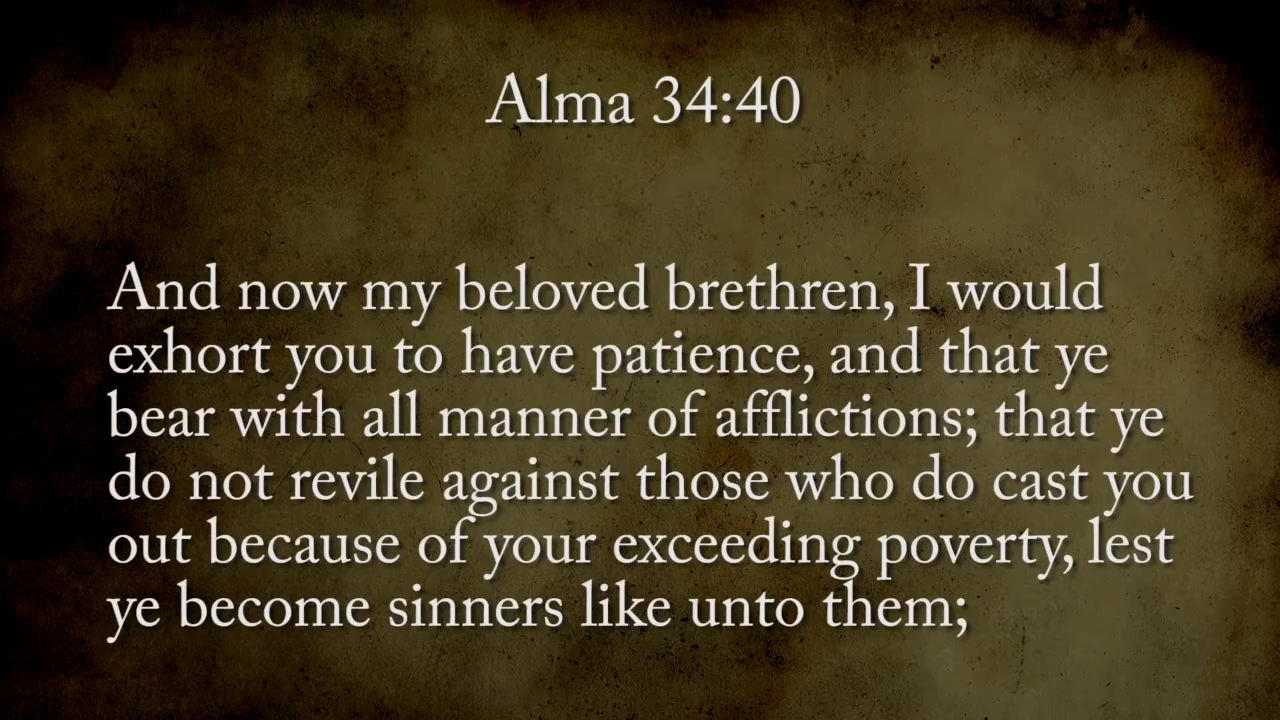 Alma 34:40
And now my beloved brethren, I would
exhort you to have patience, and that ye
bear with all manner of afflictions; that ye
do not revile against those who do cast you
out because of your exceeding poverty, lest
ye become sinners like unto them;